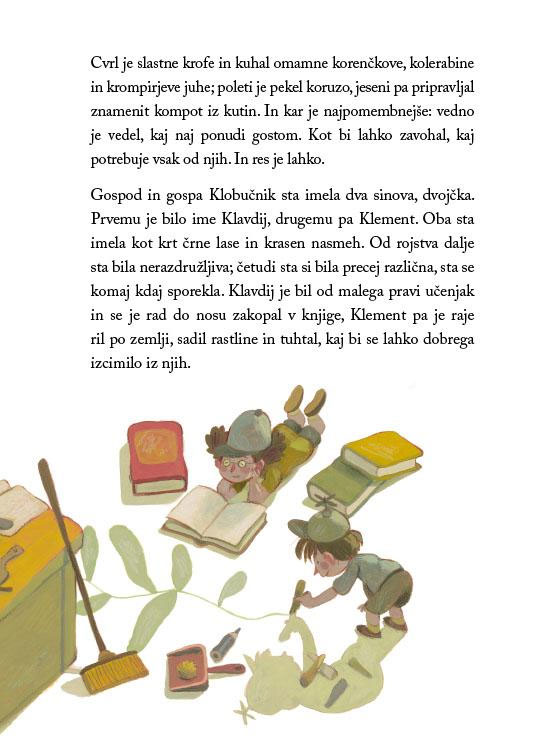 Cvrl je slastne krofe in kuhal omamne korenčkove, kolerabine
in krompirjeve juhe; poleti je pekel koruzo, jeseni pa pripravljal
znamenit kompot iz kutin. In kar je najpomembnejše: vedno
je vedel, kaj naj ponudi gostom. Kot bi lahko zavohal, kaj
potrebuje vsak od njih. In res je lahko.
Gospod in gospa Klobučnik sta imela dva sinova, dvojčka.
Prvemu je bilo ime Klavdij, drugemu pa Klement. Oba sta
imela kot krt črne lase in krasen nasmeh. Od rojstva dalje
sta bila nerazdružljiva; četudi sta si bila precej različna, sta se
komaj kdaj sporekla. Klavdij je bil od malega pravi učenjak
in se je rad do nosu zakopal v knjige, Klement pa je raje
ril po zemlji, sadil rastline in tuhtal, kaj bi se lahko dobrega
izcimilo iz njih.